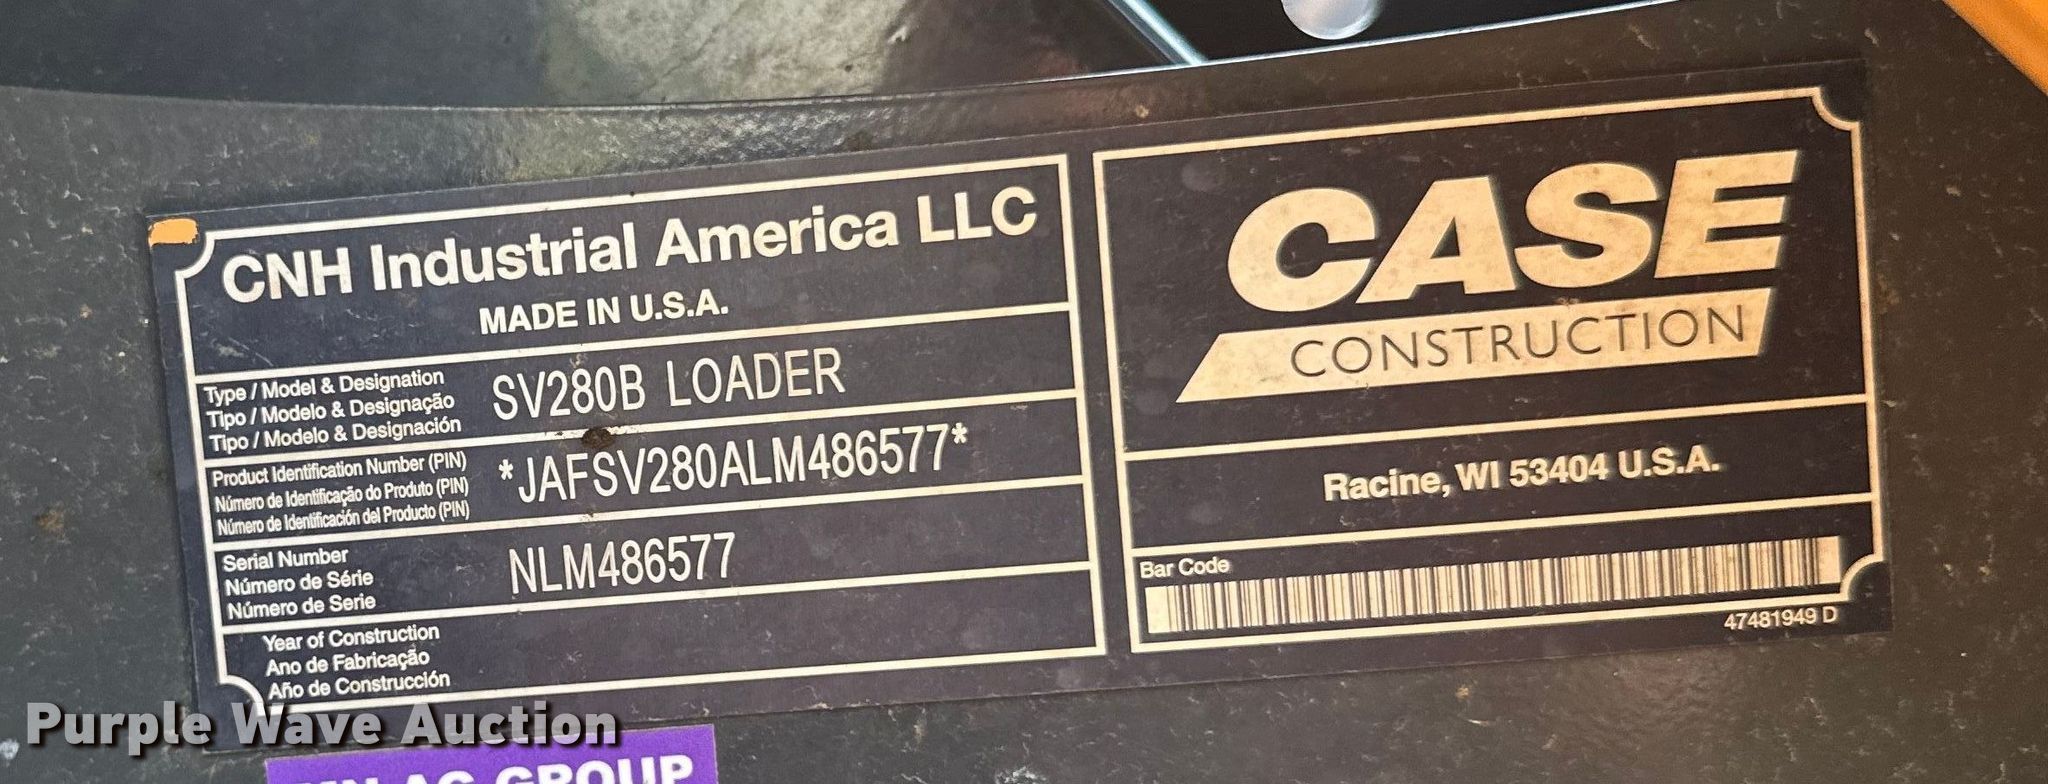 CNH Industrial America LLC
MADE IN U.S.A.
Type / Model & Designation
Tipo / Modelo & Designação
Tipo / Modelo & Designación
SV280B LOADER
Product Identification Number (PIN)
Número de Identificação do Produto (PIN)
Número de Identificación del Producto (PIN)
*JAFSV280ALM486577*
Serial Number
Número de Série
Número de Serie
NLM486577
Year of Construction
Ano de Fabricação
Año de Construcción
CASE
CONSTRUCTION
Racine, WI 53404 U.S.A.
Bar Code
47481949 D
Purple Wave Auction
AG GROUP